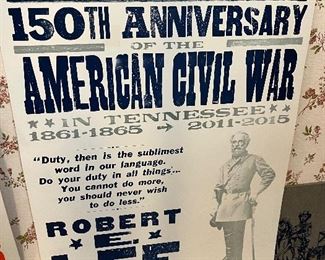 150TH ANNIVERSARY
OF THE
AMERICAN CIVIL WAR
IN TENNESSEE
1861-1865 → 2011-2015
"Duty, then is the sublimest
word in our language.
Do your duty in all things...
You cannot do more,
you should never wish
to do less."
ROBERT
E.
LEE